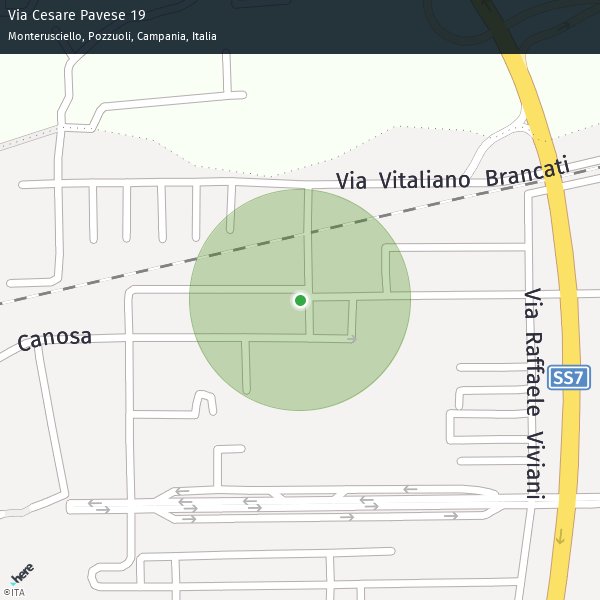 Via Cesare Pavese 19
Monterusciello, Pozzuoli, Campania, Italia
Via Vitaliano Brancati
Canosa
Via Raffaele Viviani
SS7
here
©ITA